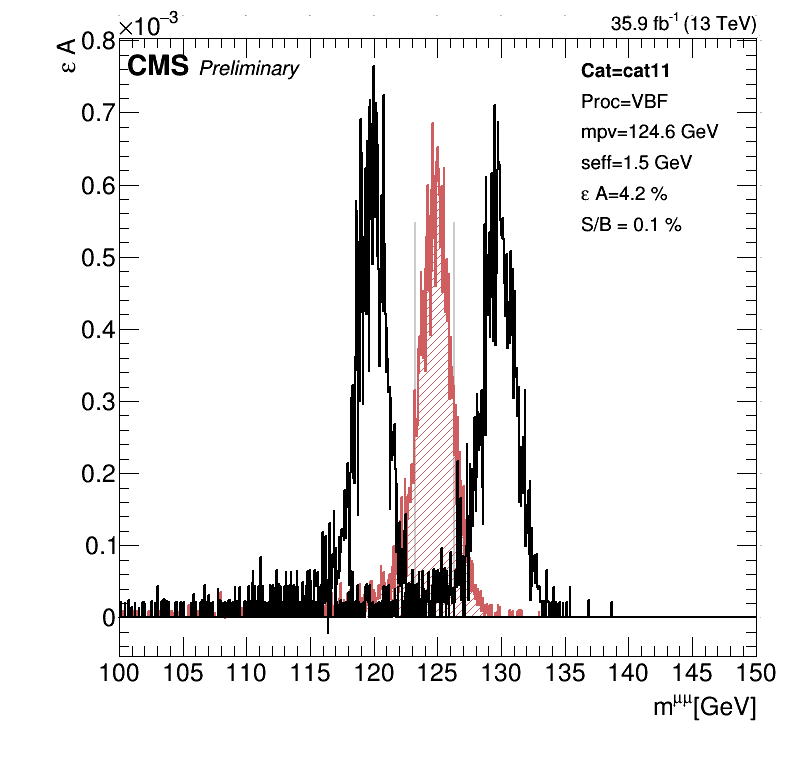 ×10⁻³
35.9 fb⁻¹ (13 TeV)
ε A
CMS Preliminary
Cat=cat11
Proc=VBF
mpv=124.6 GeV
seff=1.5 GeV
ε A=4.2 %
S/B = 0.1 %
0.8
0.7
0.6
0.5
0.4
0.3
0.2
0.1
0
100 105 110 115 120 125 130 135 140 145 150
m^μμ[GeV]